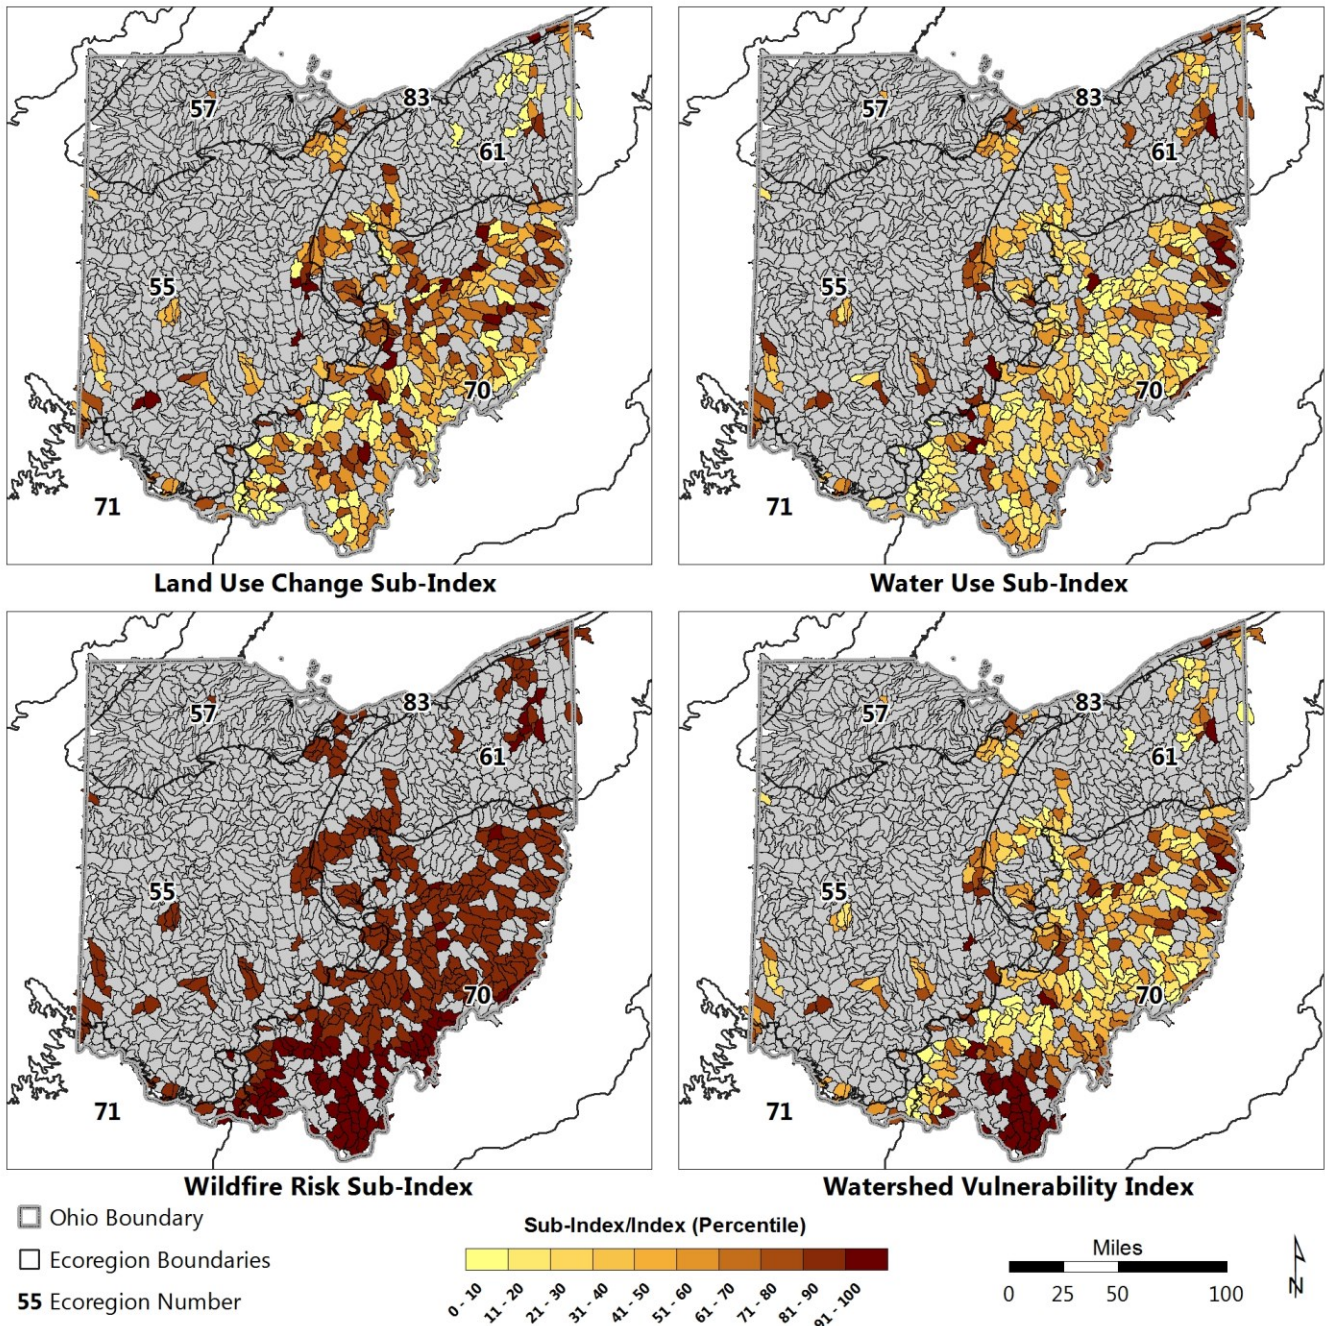 57
83
61
55
70
71
Land Use Change Sub-Index
57
83
61
55
70
71
Water Use Sub-Index
57
83
61
55
70
71
Wildfire Risk Sub-Index
57
83
61
55
70
71
Watershed Vulnerability Index
Ohio Boundary
Ecoregion Boundaries
55 Ecoregion Number
Sub-Index/Index (Percentile)
0 - 10
11 - 20
21 - 30
31 - 40
41 - 50
51 - 60
61 - 70
71 - 80
81 - 90
91 - 100
Miles
0 25 50 100
N